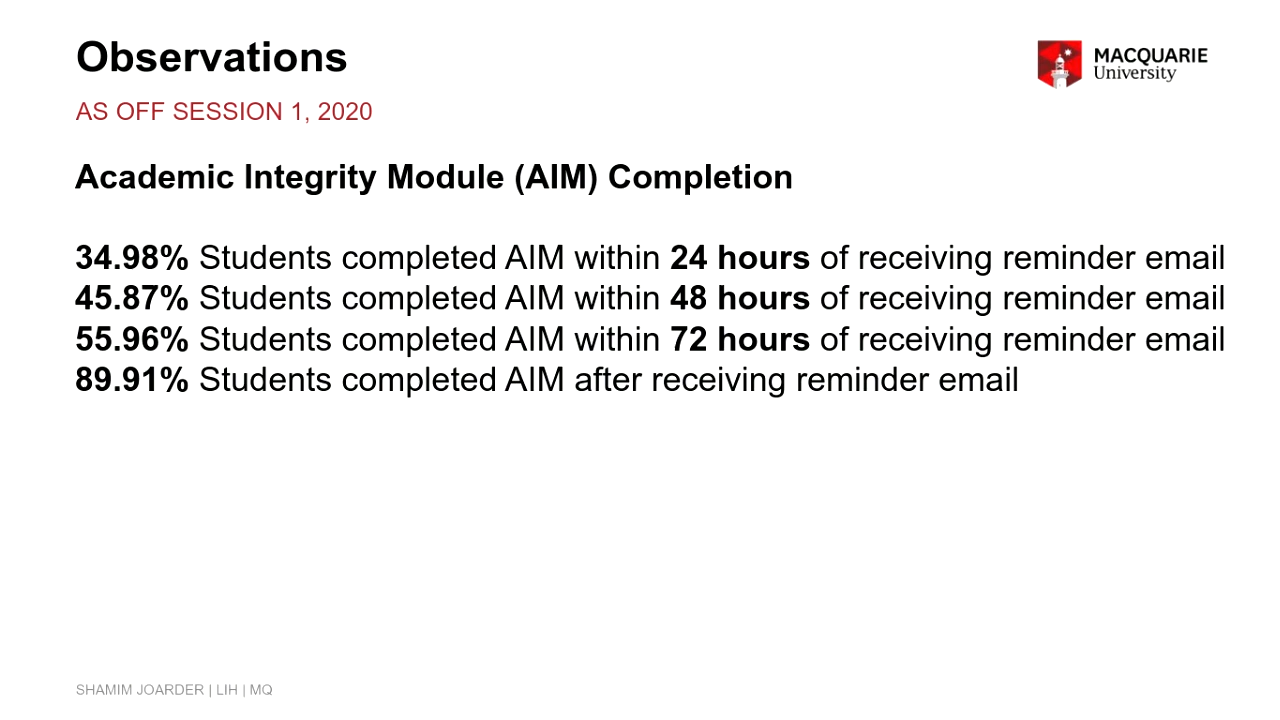 Observations
MACQUARIE
University
AS OFF SESSION 1, 2020
Academic Integrity Module (AIM) Completion
34.98% Students completed AIM within 24 hours of receiving reminder email
45.87% Students completed AIM within 48 hours of receiving reminder email
55.96% Students completed AIM within 72 hours of receiving reminder email
89.91% Students completed AIM after receiving reminder email
SHAMIM JOARDER | LIH | MQ